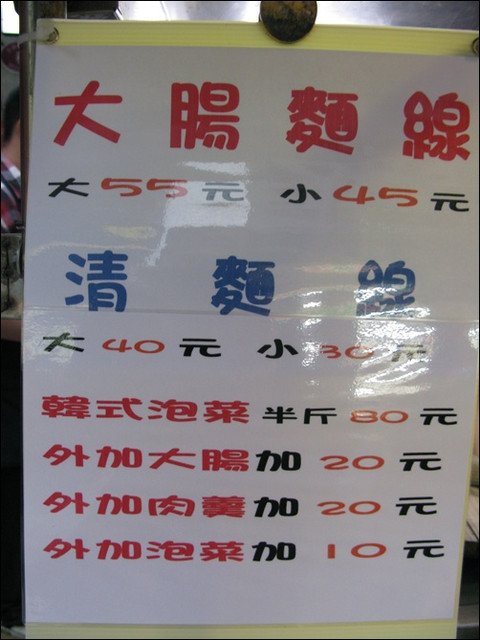 大腸麵線
大55元 小45元
清麵線
大40元 小30元
韓式泡菜半斤80元
外加大腸加20元
外加肉羹加20元
外加泡菜加10元